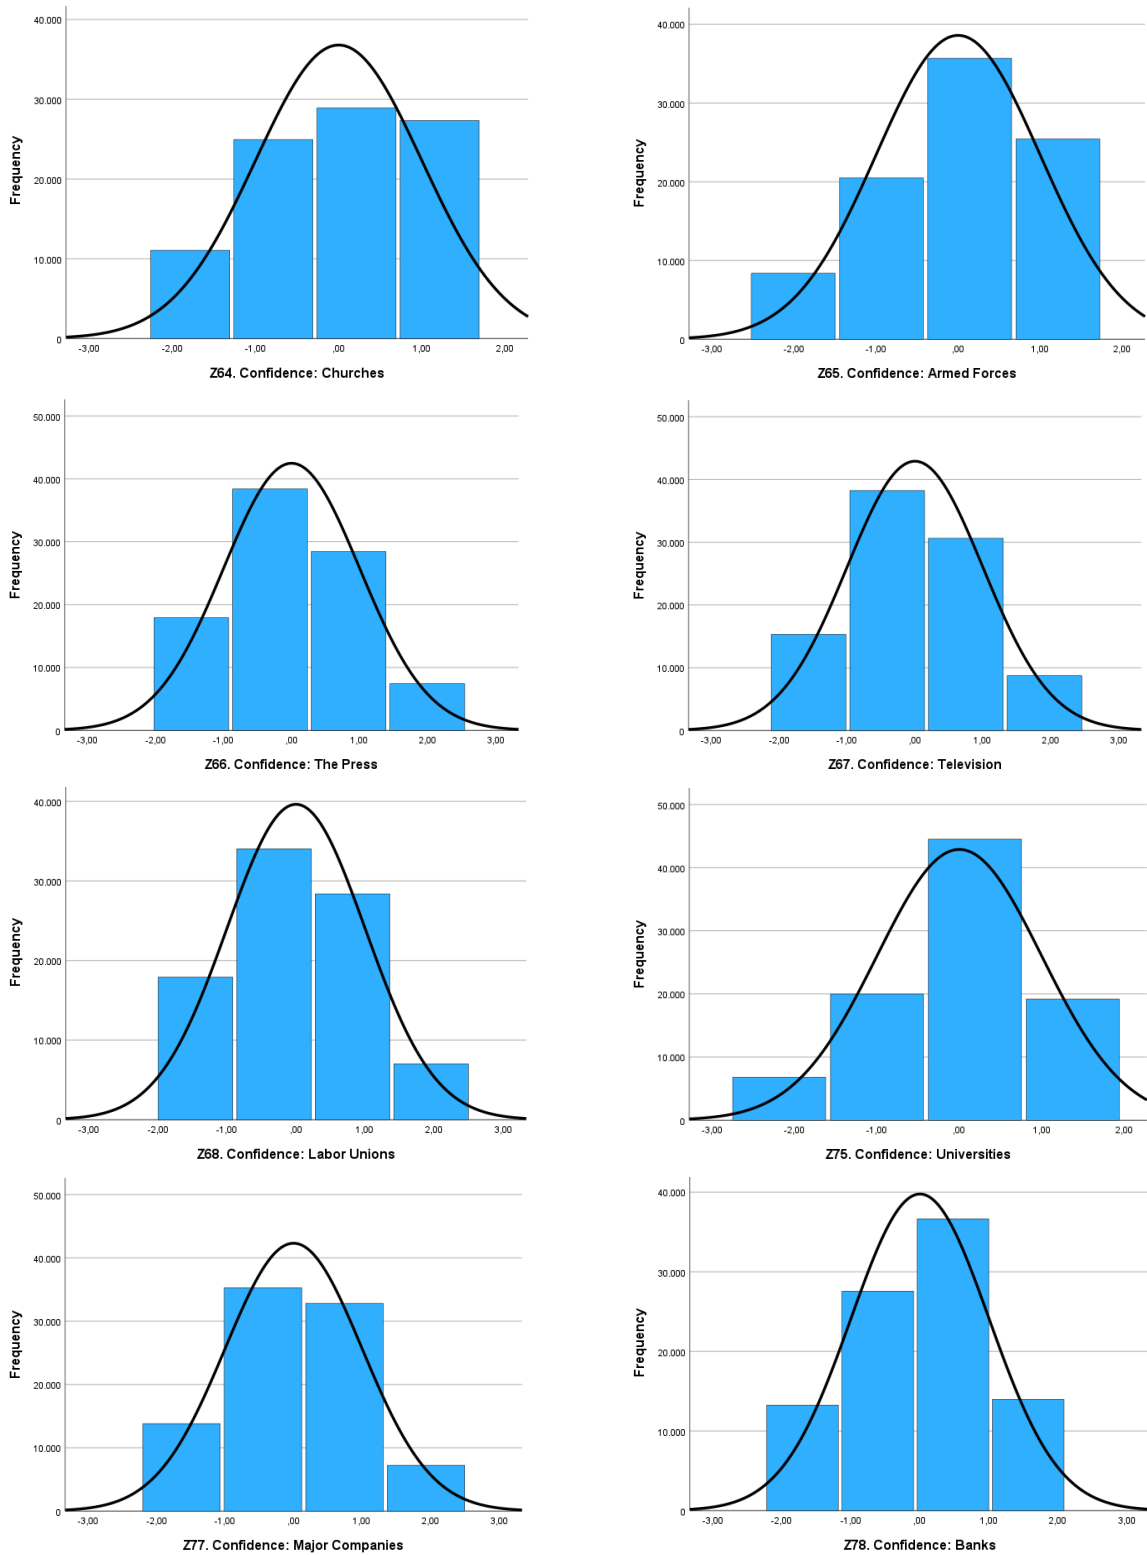 40.000
30.000
20.000
10.000
0
Frequency
-3,00 -2,00 -1,00 ,00 1,00 2,00
Z64. Confidence: Churches
40.000
30.000
20.000
10.000
0
Frequency
-3,00 -2,00 -1,00 ,00 1,00 2,00
Z65. Confidence: Armed Forces
50.000
40.000
30.000
20.000
10.000
0
Frequency
-3,00 -2,00 -1,00 ,00 1,00 2,00 3,00
Z66. Confidence: The Press
50.000
40.000
30.000
20.000
10.000
0
Frequency
-3,00 -2,00 -1,00 ,00 1,00 2,00 3,00
Z67. Confidence: Television
40.000
30.000
20.000
10.000
0
Frequency
-3,00 -2,00 -1,00 ,00 1,00 2,00 3,00
Z68. Confidence: Labor Unions
50.000
40.000
30.000
20.000
10.000
0
Frequency
-3,00 -2,00 -1,00 ,00 1,00 2,00
Z75. Confidence: Universities
50.000
40.000
30.000
20.000
10.000
0
Frequency
-3,00 -2,00 -1,00 ,00 1,00 2,00 3,00
Z77. Confidence: Major Companies
40.000
30.000
20.000
10.000
0
Frequency
-3,00 -2,00 -1,00 ,00 1,00 2,00 3,00
Z78. Confidence: Banks